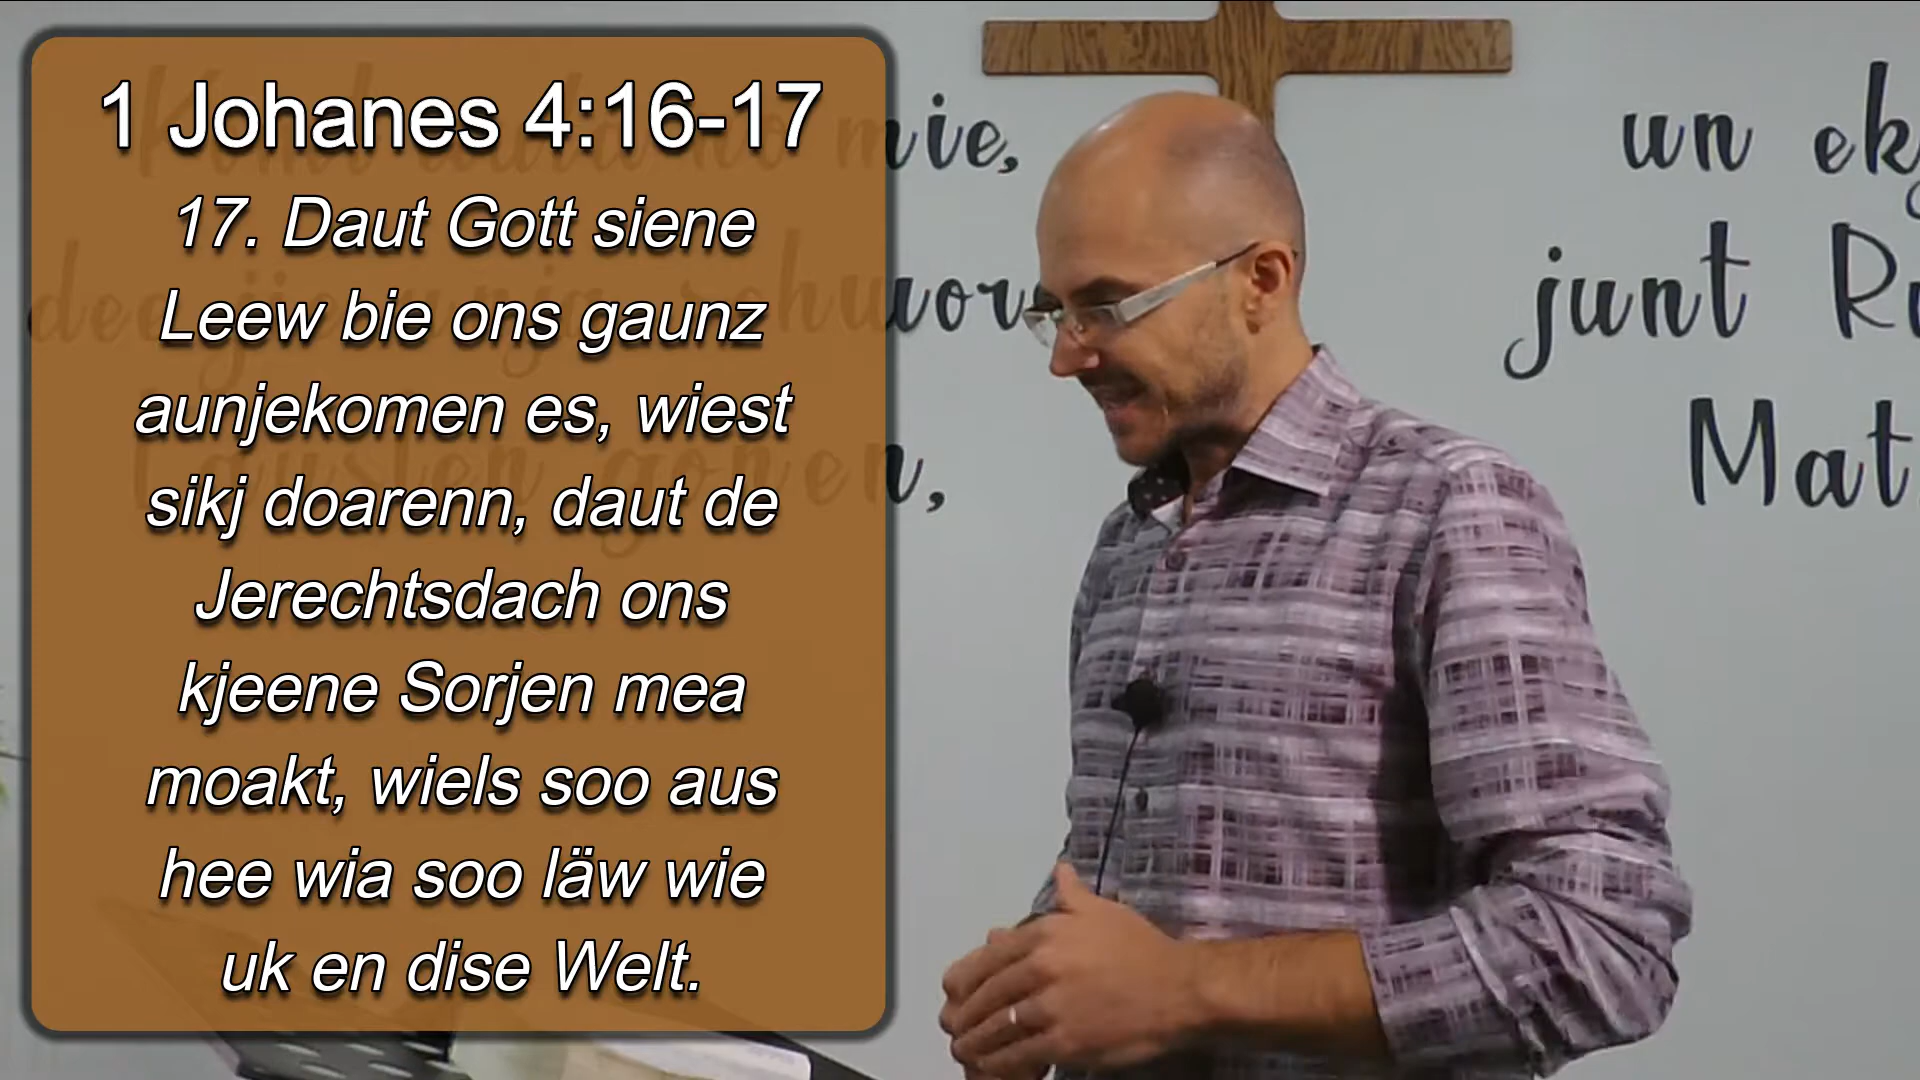 1 Johanes 4:16-17
17. Daut Gott siene
Leew bie ons gaunz
aunjekomen es, wiest
sikj doarenn, daut de
Jerechtsdach ons
kjeene Sorjen mea
moakt, wiels soo aus
hee wia soo läw wie
uk en dise Welt.
mie,
un
junt